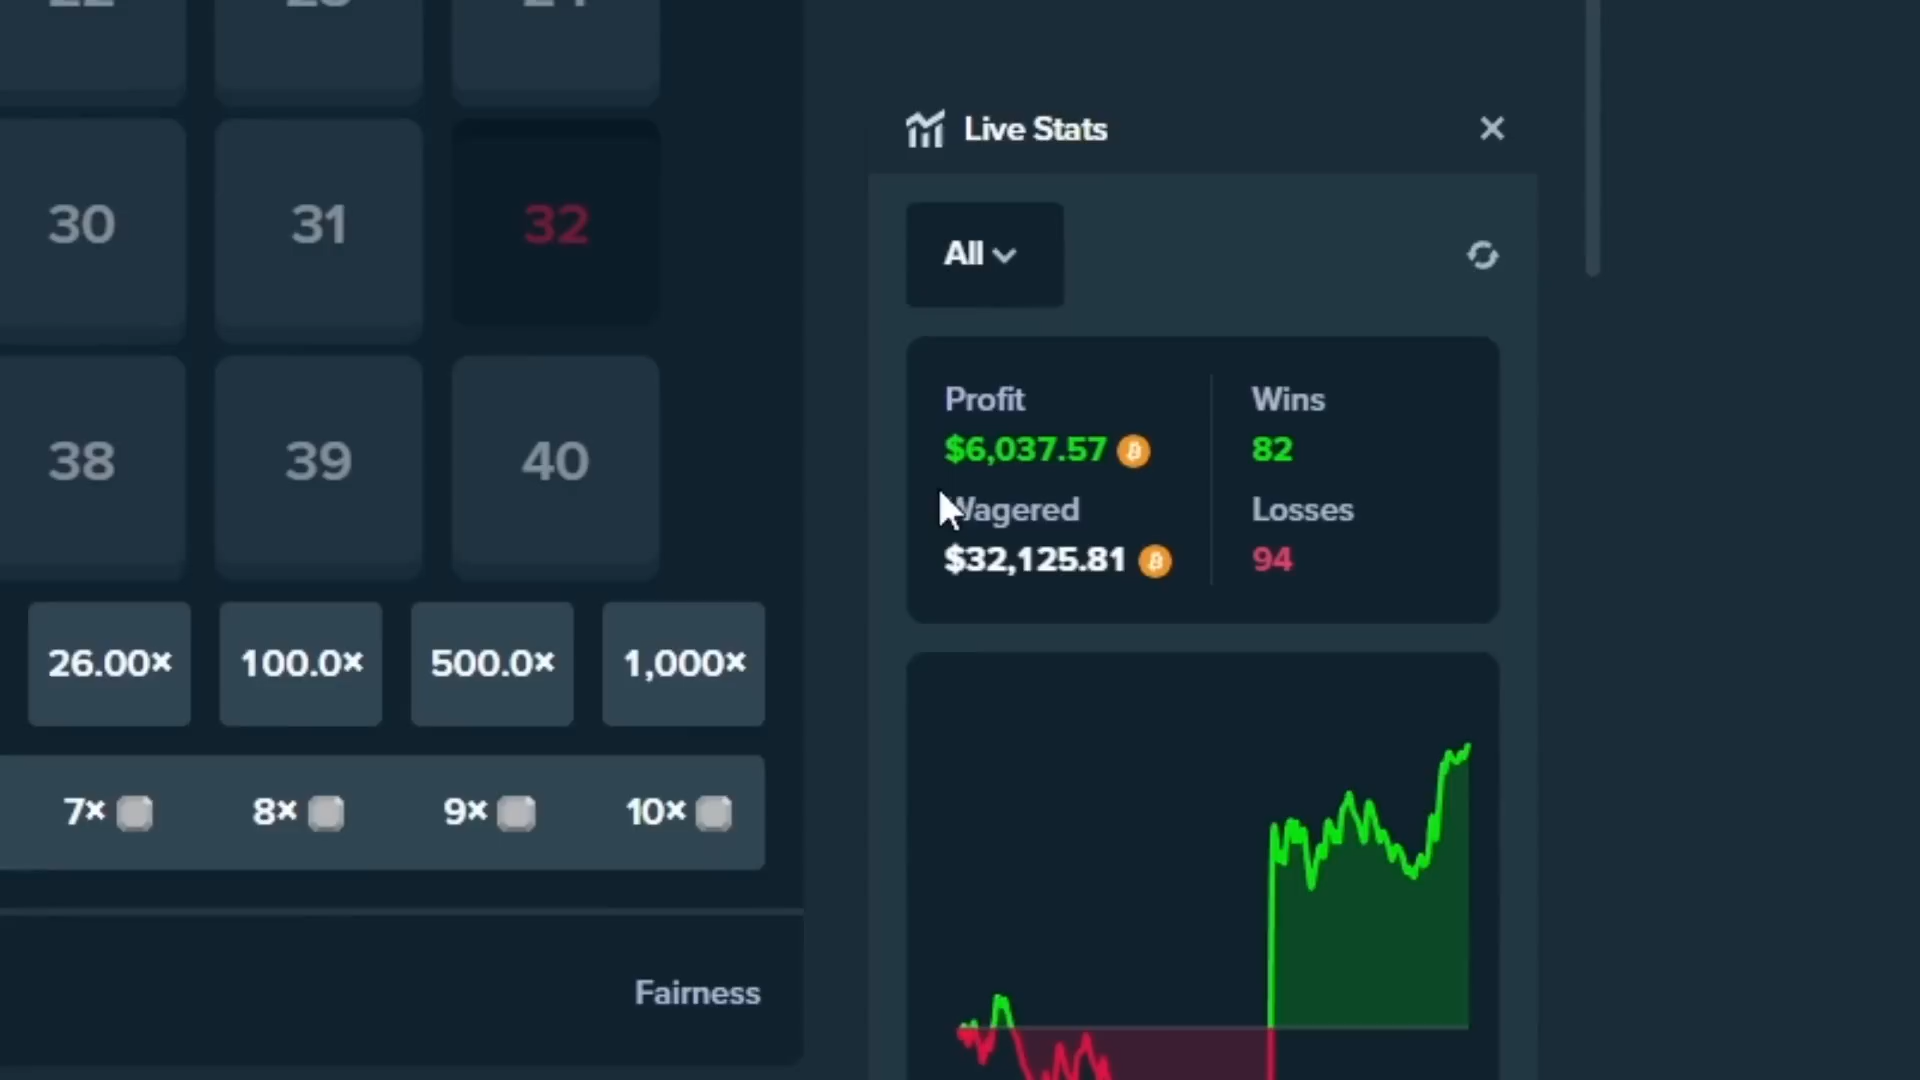 30 31 32
38 39 40
26.00× 100.0× 500.0× 1,000×
7× 8× 9× 10×
Fairness
Live Stats
All
Profit
$6,037.57
Wagered
$32,125.81
Wins
82
Losses
94